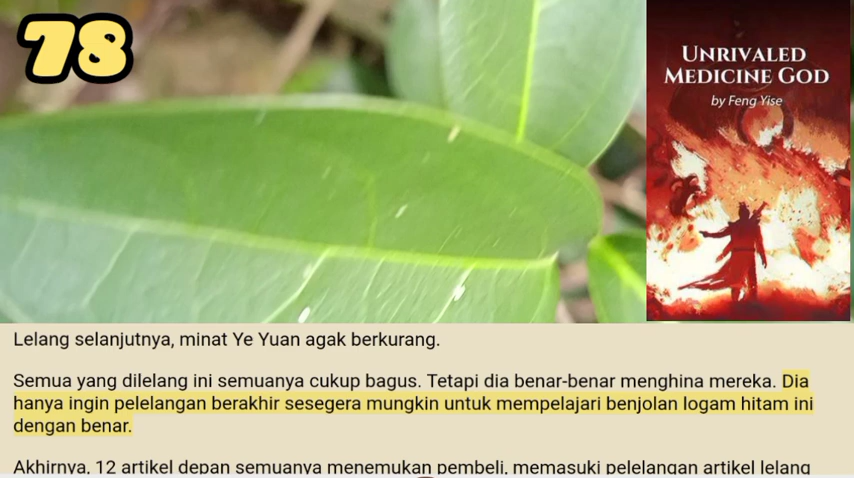 78
UNRIVALED
MEDICINE GOD
by Feng Yise
Lelang selanjutnya, minat Ye Yuan agak berkurang.
Semua yang dilelang ini semuanya cukup bagus. Tetapi dia benar-benar menghina mereka. Dia
hanya ingin pelelangan berakhir sesegera mungkin untuk mempelajari benjolan logam hitam ini
dengan benar.
Akhirnya, 12 artikel depan semuanya menemukan pembeli, memasuki pelelangan artikel lelang